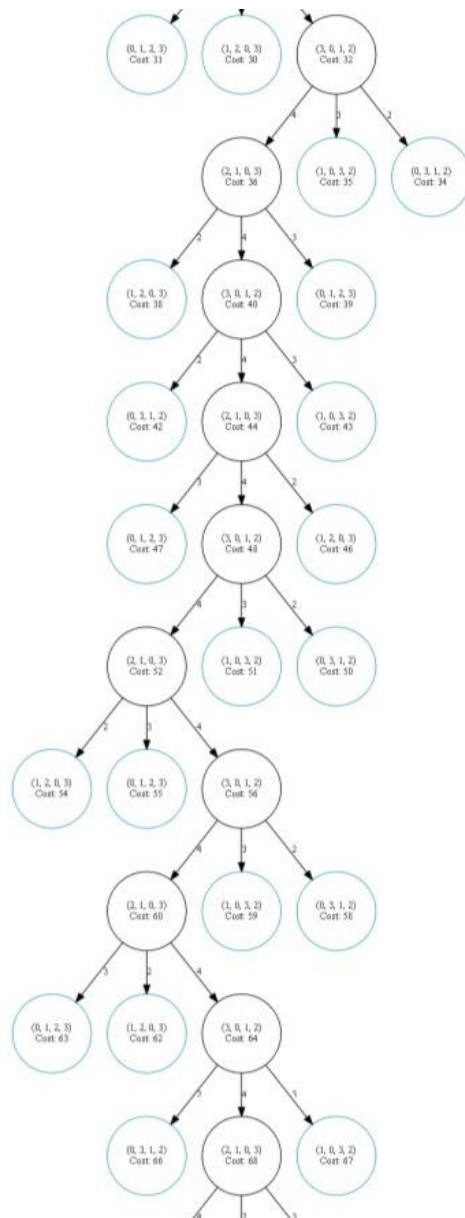 (0, 1, 2, 3)
Cost: 31
(1, 2, 0, 3)
Cost: 30
(3, 0, 1, 2)
Cost: 32
4
3
2
(2, 1, 0, 3)
Cost: 36
(1, 0, 3, 2)
Cost: 35
(0, 3, 1, 2)
Cost: 34
2
4
3
(1, 2, 0, 3)
Cost: 38
(3, 0, 1, 2)
Cost: 40
(0, 1, 2, 3)
Cost: 39
2
4
3
(0, 3, 1, 2)
Cost: 42
(2, 1, 0, 3)
Cost: 44
(1, 0, 3, 2)
Cost: 43
3
4
2
(0, 1, 2, 3)
Cost: 47
(3, 0, 1, 2)
Cost: 48
(1, 2, 0, 3)
Cost: 46
4
3
2
(2, 1, 0, 3)
Cost: 52
(1, 0, 3, 2)
Cost: 51
(0, 3, 1, 2)
Cost: 50
2
3
4
(1, 2, 0, 3)
Cost: 54
(0, 1, 2, 3)
Cost: 55
(3, 0, 1, 2)
Cost: 56
4
3
2
(2, 1, 0, 3)
Cost: 60
(1, 0, 3, 2)
Cost: 59
(0, 3, 1, 2)
Cost: 58
3
2
4
(0, 1, 2, 3)
Cost: 63
(1, 2, 0, 3)
Cost: 62
(3, 0, 1, 2)
Cost: 64
2
4
3
(0, 3, 1, 2)
Cost: 66
(2, 1, 0, 3)
Cost: 68
(1, 0, 3, 2)
Cost: 67